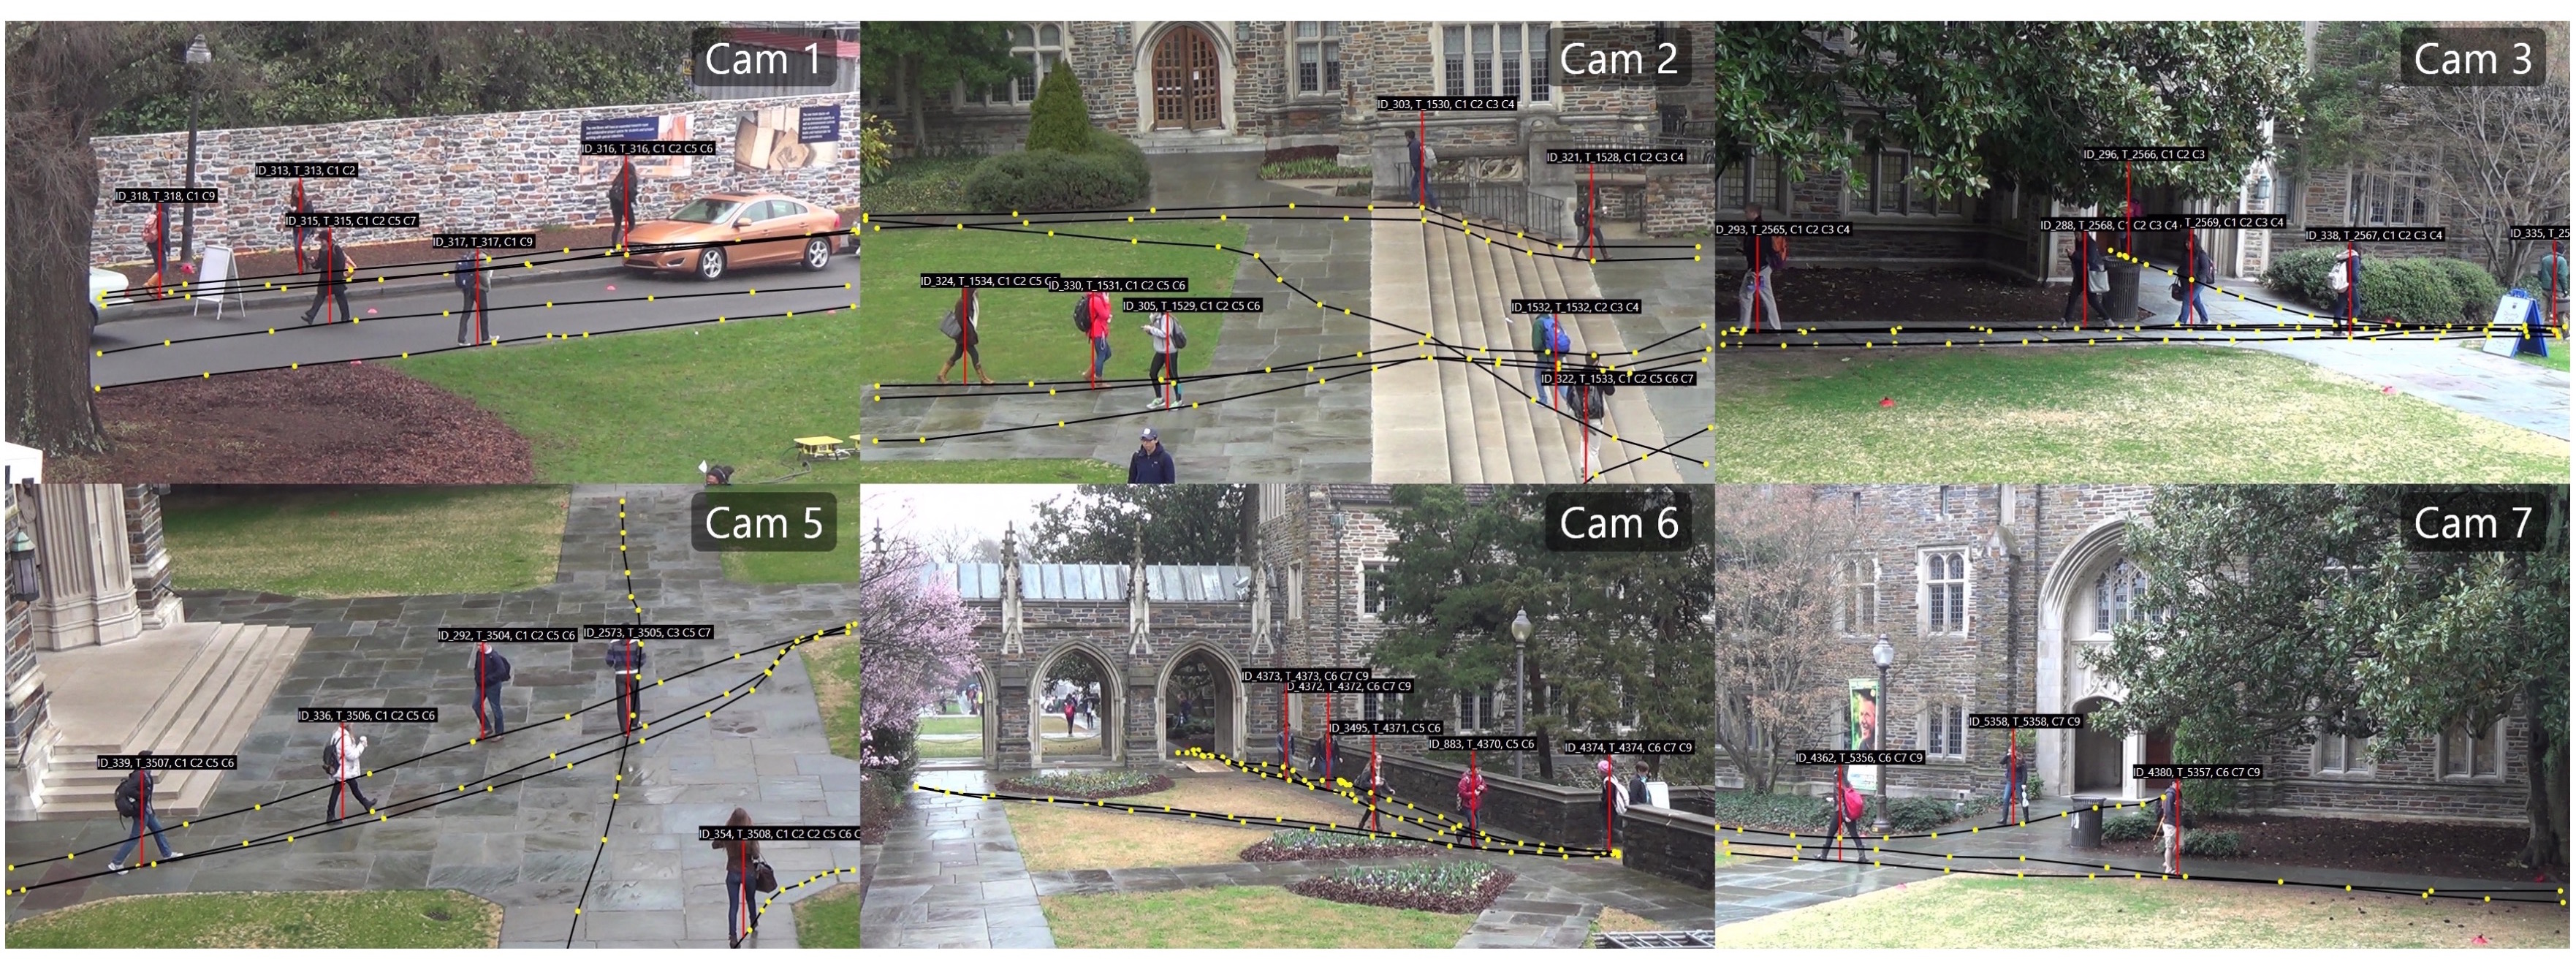 Cam 1
ID_316, T_316, C1 C2 C5 C6
ID_313, T_313, C1 C2
ID_318, T_318, C1 C9
ID_315, T_315, C1 C2 C5 C7
ID_317, T_317, C1 C9
Cam 2
ID_303, T_1530, C1 C2 C3 C4
ID_321, T_1528, C1 C2 C3 C4
ID_324, T_1534, C1 C2 C5
ID_330, T_1531, C1 C2 C5 C6
ID_305, T_1529, C1 C2 C5 C6
ID_1532, T_1532, C2 C3 C4
ID_322, T_1533, C1 C2 C5 C6 C7
Cam 3
ID_296, T_2566, C1 C2 C3
ID_293, T_2565, C1 C2 C3 C4
ID_288, T_2568, C1 C2 C3 C4
T_2569, C1 C2 C3 C4
ID_338, T_2567, C1 C2 C3 C4
ID_335, T_25
Cam 5
ID_292, T_3504, C1 C2 C5 C6
ID_2573, T_3505, C3 C5 C7
ID_336, T_3506, C1 C2 C5 C6
ID_339, T_3507, C1 C2 C5 C6
ID_354, T_3508, C1 C2 C2 C5 C6 C
Cam 6
ID_4373, T_4373, C6 C7 C9
ID_4372, T_4372, C6 C7 C9
ID_3495, T_4371, C5 C6
ID_883, T_4370, C5 C6
ID_4374, T_4374, C6 C7 C9
Cam 7
ID_5358, T_5358, C7 C9
ID_4362, T_5356, C6 C7 C9
ID_4380, T_5357, C6 C7 C9